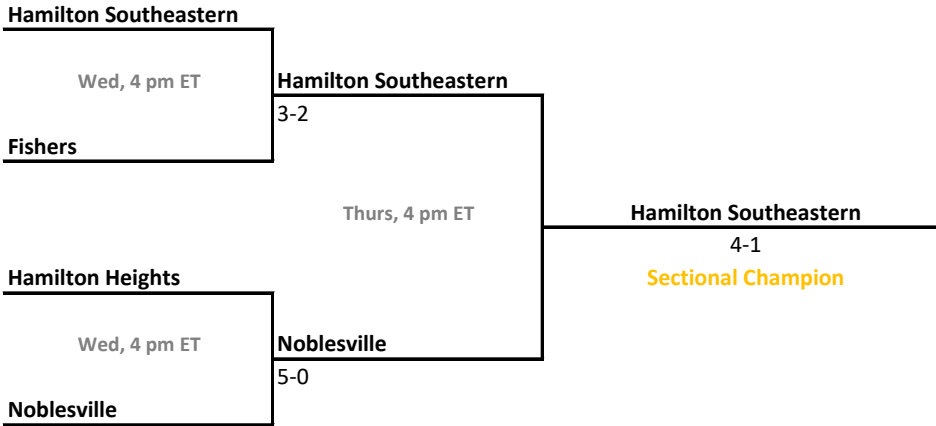 Hamilton Southeastern
Wed, 4 pm ET
Hamilton Southeastern
3-2
Fishers
Thurs, 4 pm ET
Hamilton Southeastern
4-1
Sectional Champion
Hamilton Heights
Wed, 4 pm ET
Noblesville
5-0
Noblesville